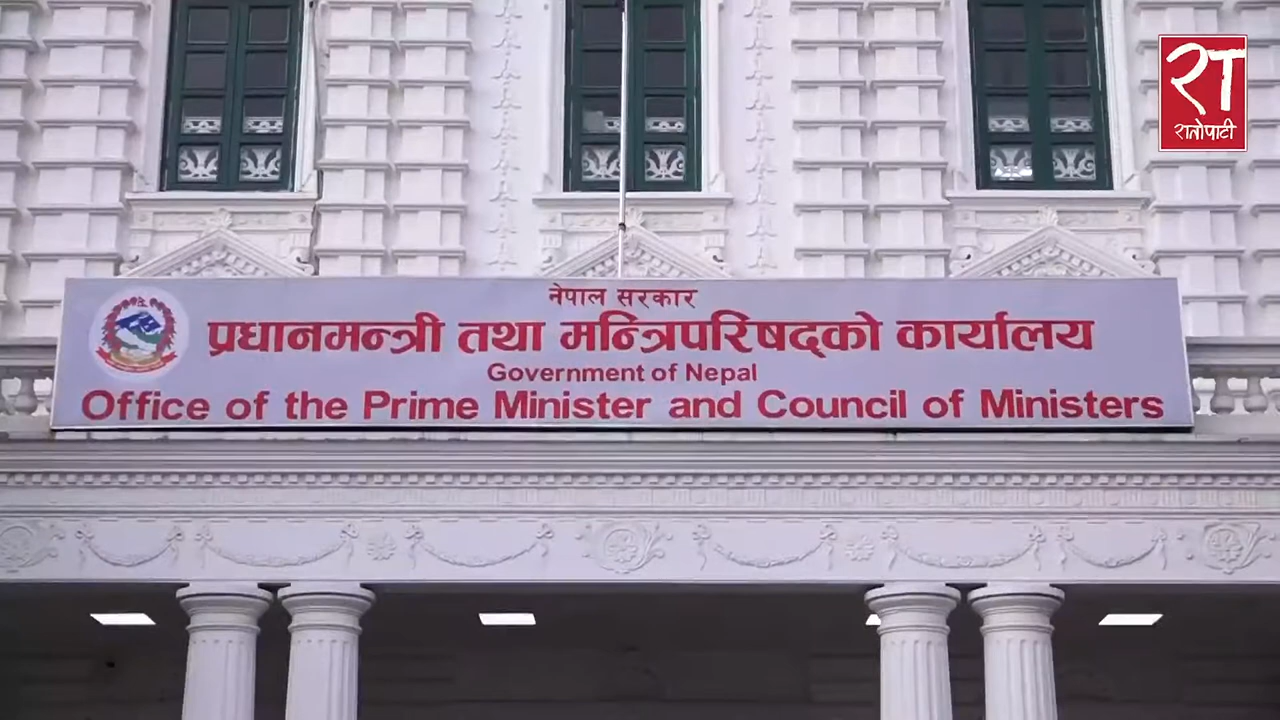 रा
रातोपाटी
नेपाल सरकार
प्रधानमन्त्री तथा मन्त्रिपरिषद्को कार्यालय
Government of Nepal
Office of the Prime Minister and Council of Ministers